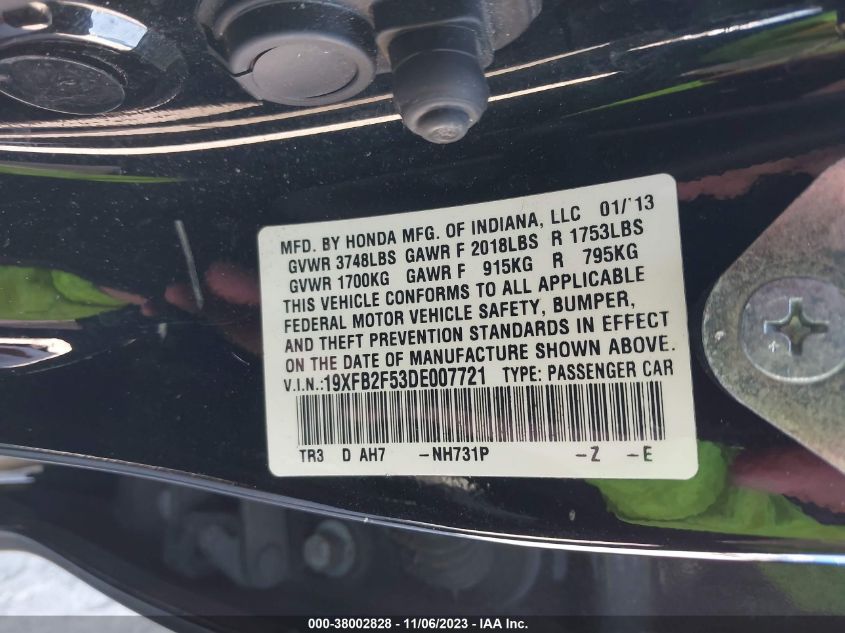 MFD. BY HONDA MFG. OF INDIANA, LLC 01/'13
GVWR 3748LBS GAWR F 2018LBS R 1753LBS
GVWR 1700KG GAWR F 915KG R 795KG
THIS VEHICLE CONFORMS TO ALL APPLICABLE
FEDERAL MOTOR VEHICLE SAFETY, BUMPER,
AND THEFT PREVENTION STANDARDS IN EFFECT
ON THE DATE OF MANUFACTURE SHOWN ABOVE.
V.I.N.:19XFB2F53DE007721 TYPE: PASSENGER CAR
TR3 D AH7 -NH731P -Z -E
000-38002828 - 11/06/2023 - IAA Inc.